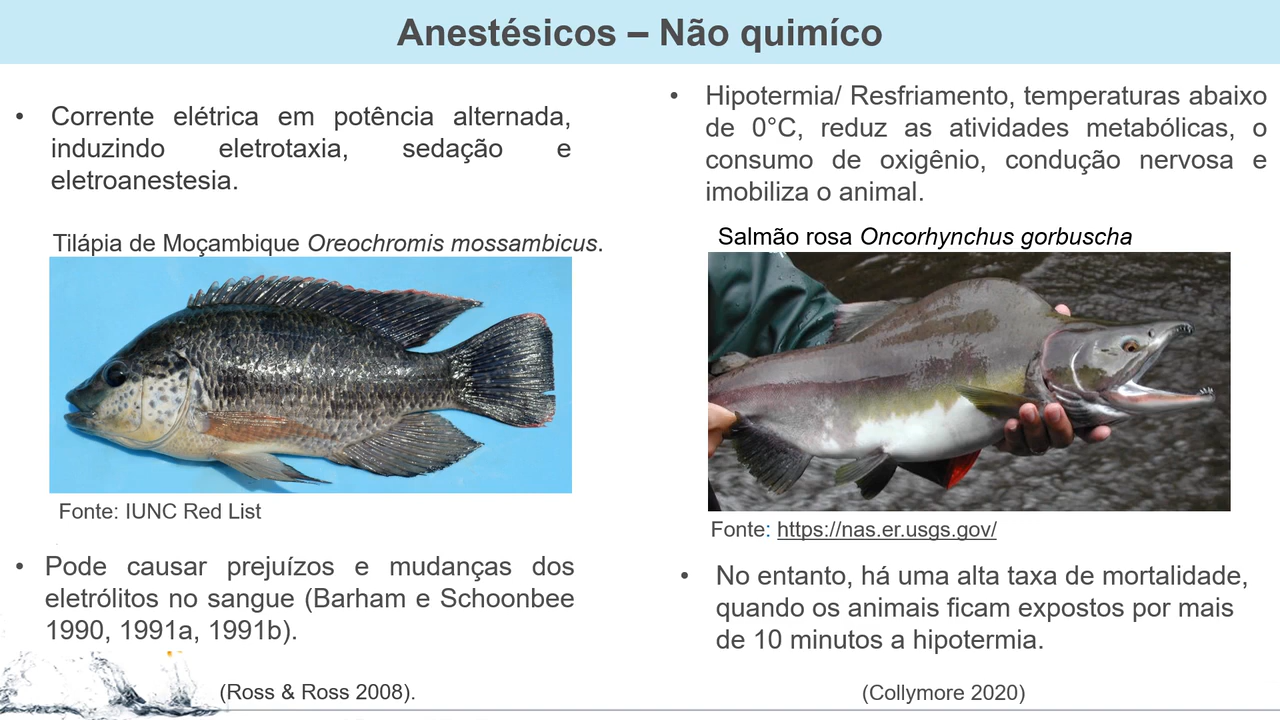 Anestésicos – Não quimíco
• Corrente elétrica em potência alternada,
induzindo eletrotaxia, sedação e
eletroanestesia.
Tilápia de Moçambique Oreochromis mossambicus.
Fonte: IUNC Red List
• Pode causar prejuízos e mudanças dos
eletrólitos no sangue (Barham e Schoonbee
1990, 1991a, 1991b).
(Ross & Ross 2008).
• Hipotermia/ Resfriamento, temperaturas abaixo
de 0°C, reduz as atividades metabólicas, o
consumo de oxigênio, condução nervosa e
imobiliza o animal.
Salmão rosa Oncorhynchus gorbuscha
Fonte: https://nas.er.usgs.gov/
• No entanto, há uma alta taxa de mortalidade,
quando os animais ficam expostos por mais
de 10 minutos a hipotermia.
(Collymore 2020)